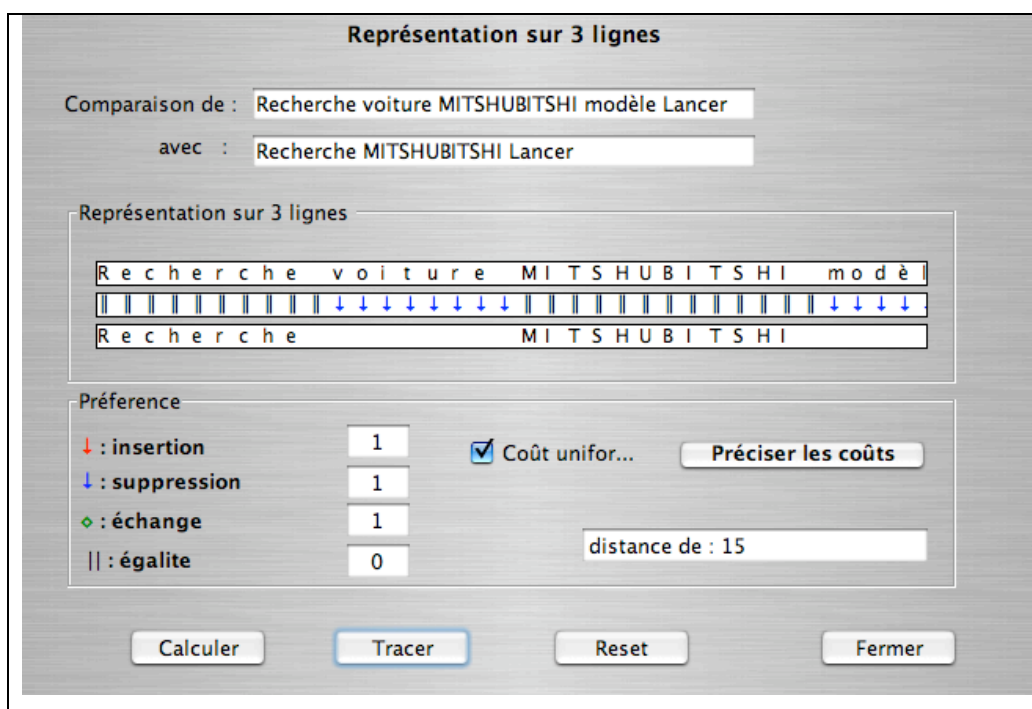 Représentation sur 3 lignes
Comparaison de : Recherche voiture MITSHUBITSHI modèle Lancer
avec : Recherche MITSHUBITSHI Lancer
Représentation sur 3 lignes
R e c h e r c h e v o i t u r e M I T S H U B I T S H I m o d è l
|| || || || || || || || || || ↓ ↓ ↓ ↓ ↓ ↓ ↓ ↓ || || || || || || || || || || || || || ↓ ↓ ↓ ↓
R e c h e r c h e M I T S H U B I T S H I
Préference
↓ : insertion 1
Coût unifor... Préciser les coûts
↓ : suppression 1
◇ : échange 1
distance de : 15
|| : égalite 0
Calculer Tracer Reset Fermer